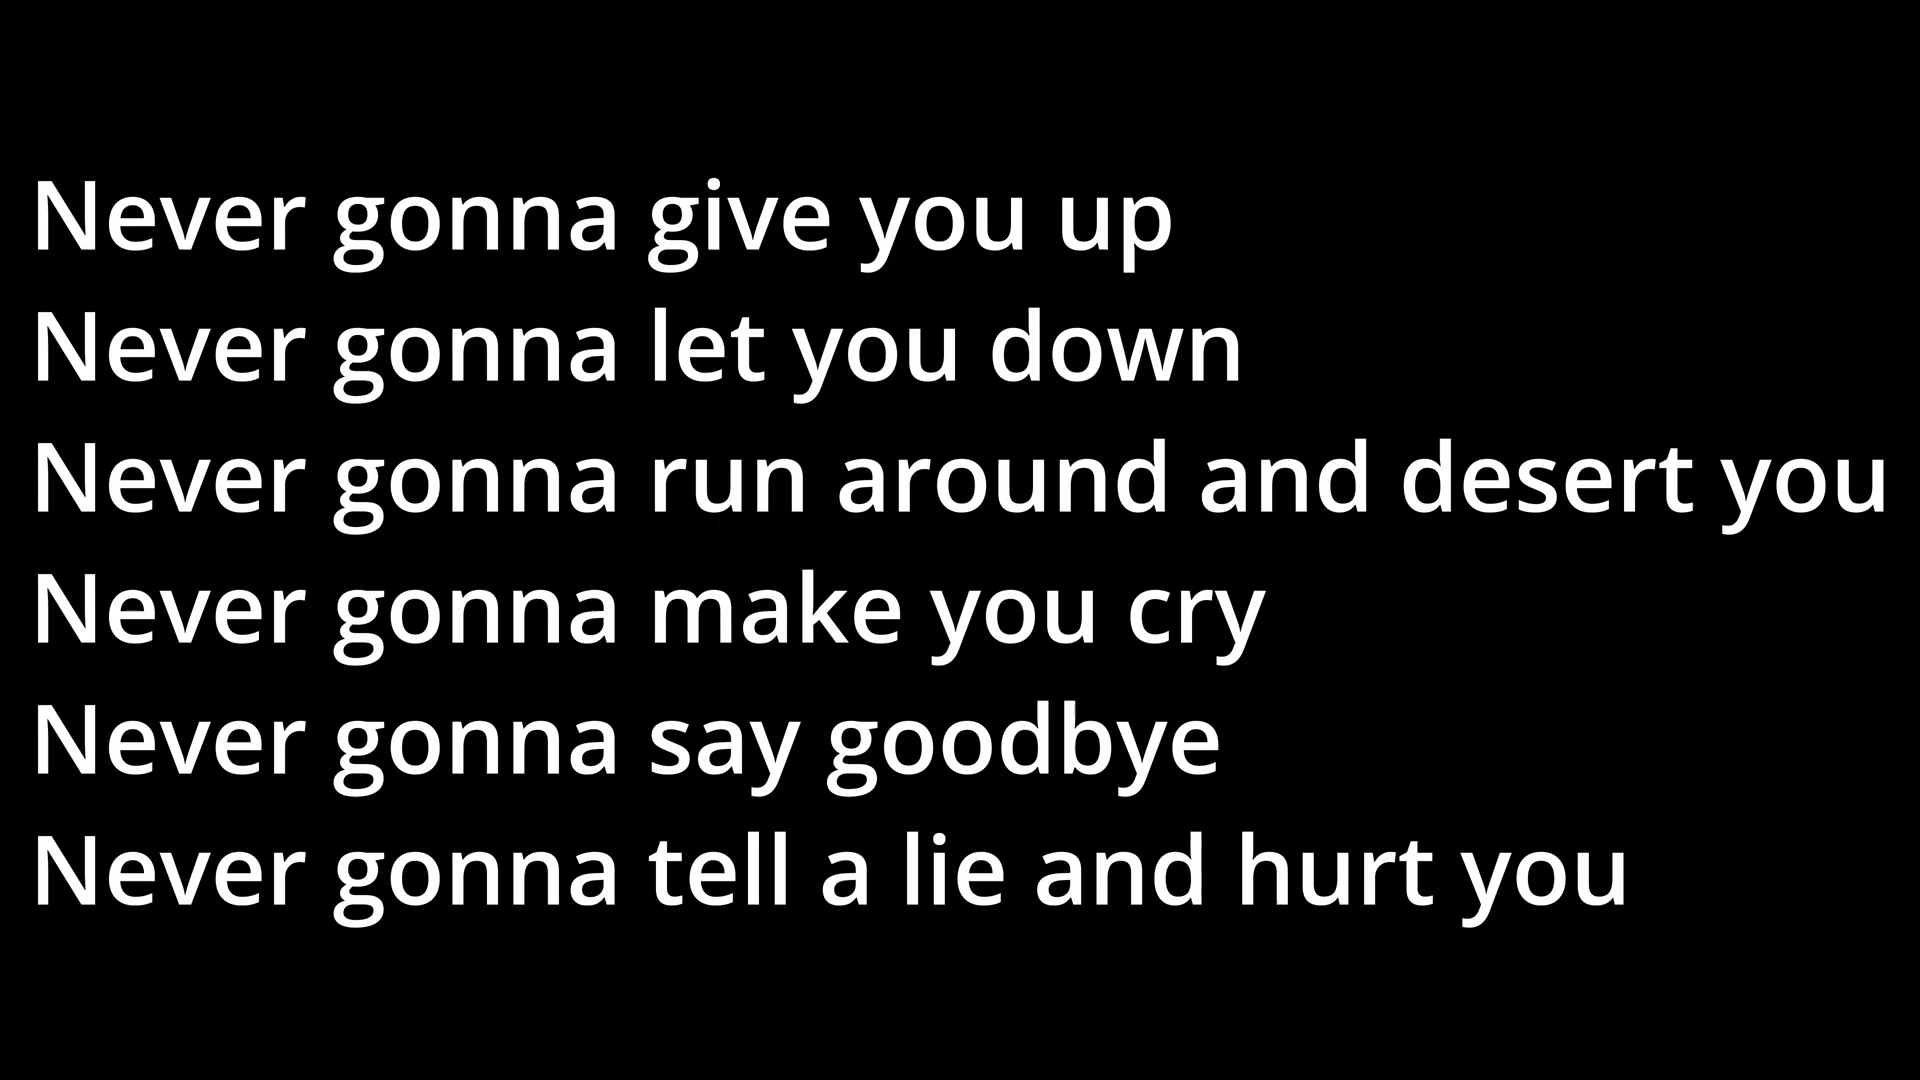 Never gonna give you up
Never gonna let you down
Never gonna run around and desert you
Never gonna make you cry
Never gonna say goodbye
Never gonna tell a lie and hurt you